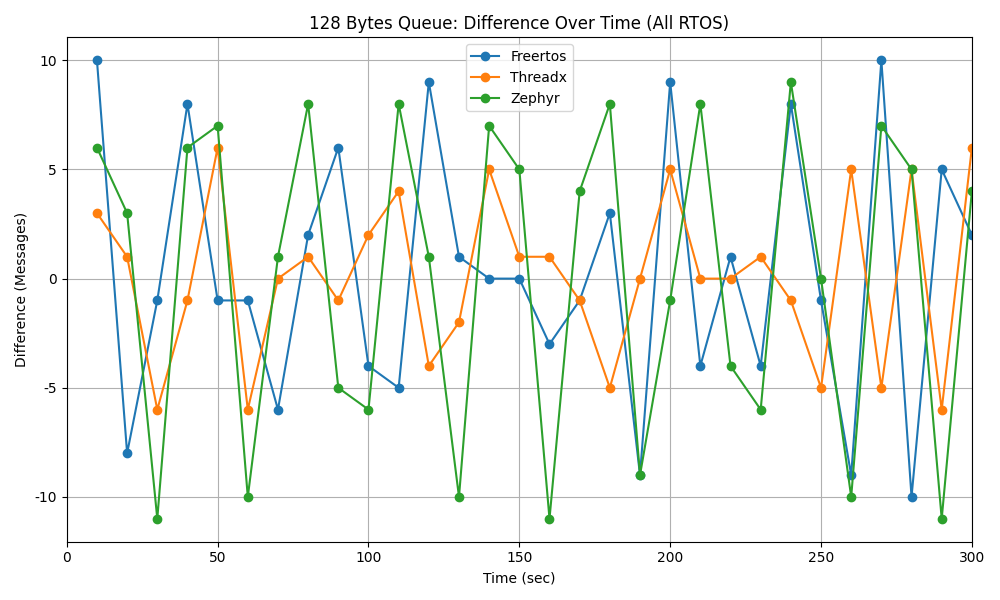 128 Bytes Queue: Difference Over Time (All RTOS)
Freertos
Threadx
Zephyr
Difference (Messages)
10
5
0
-5
-10
0 50 100 150 200 250 300
Time (sec)